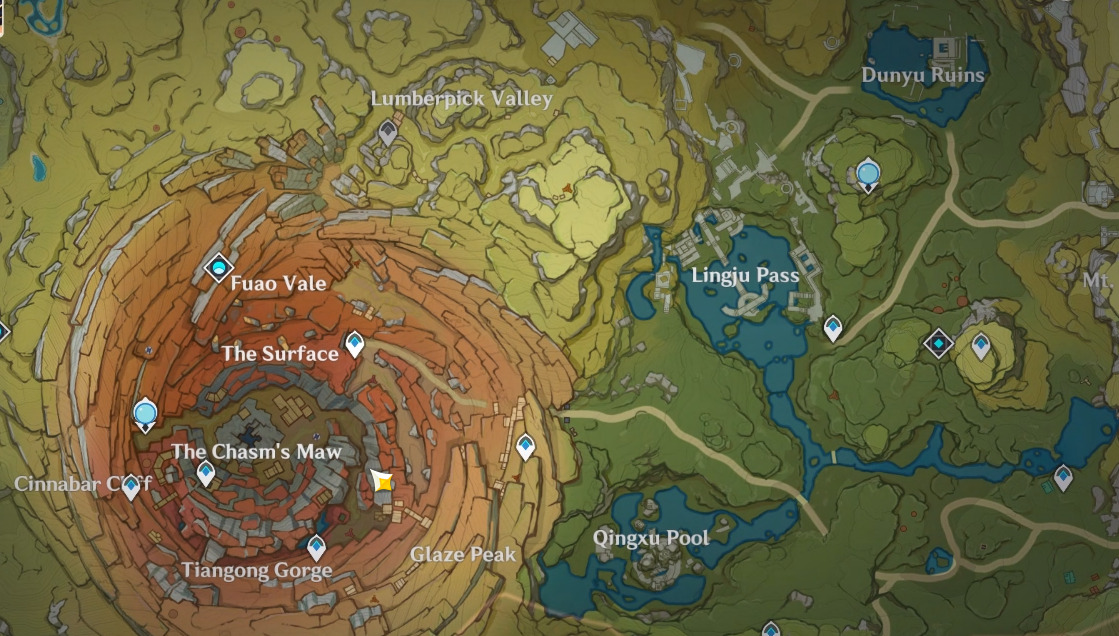 Dunyu Ruins
Lumberpick Valley
Lingju Pass
Mt.
Fuao Vale
The Surface
The Chasm's Maw
Cinnabar Cliff
Qingxu Pool
Glaze Peak
Tiangong Gorge